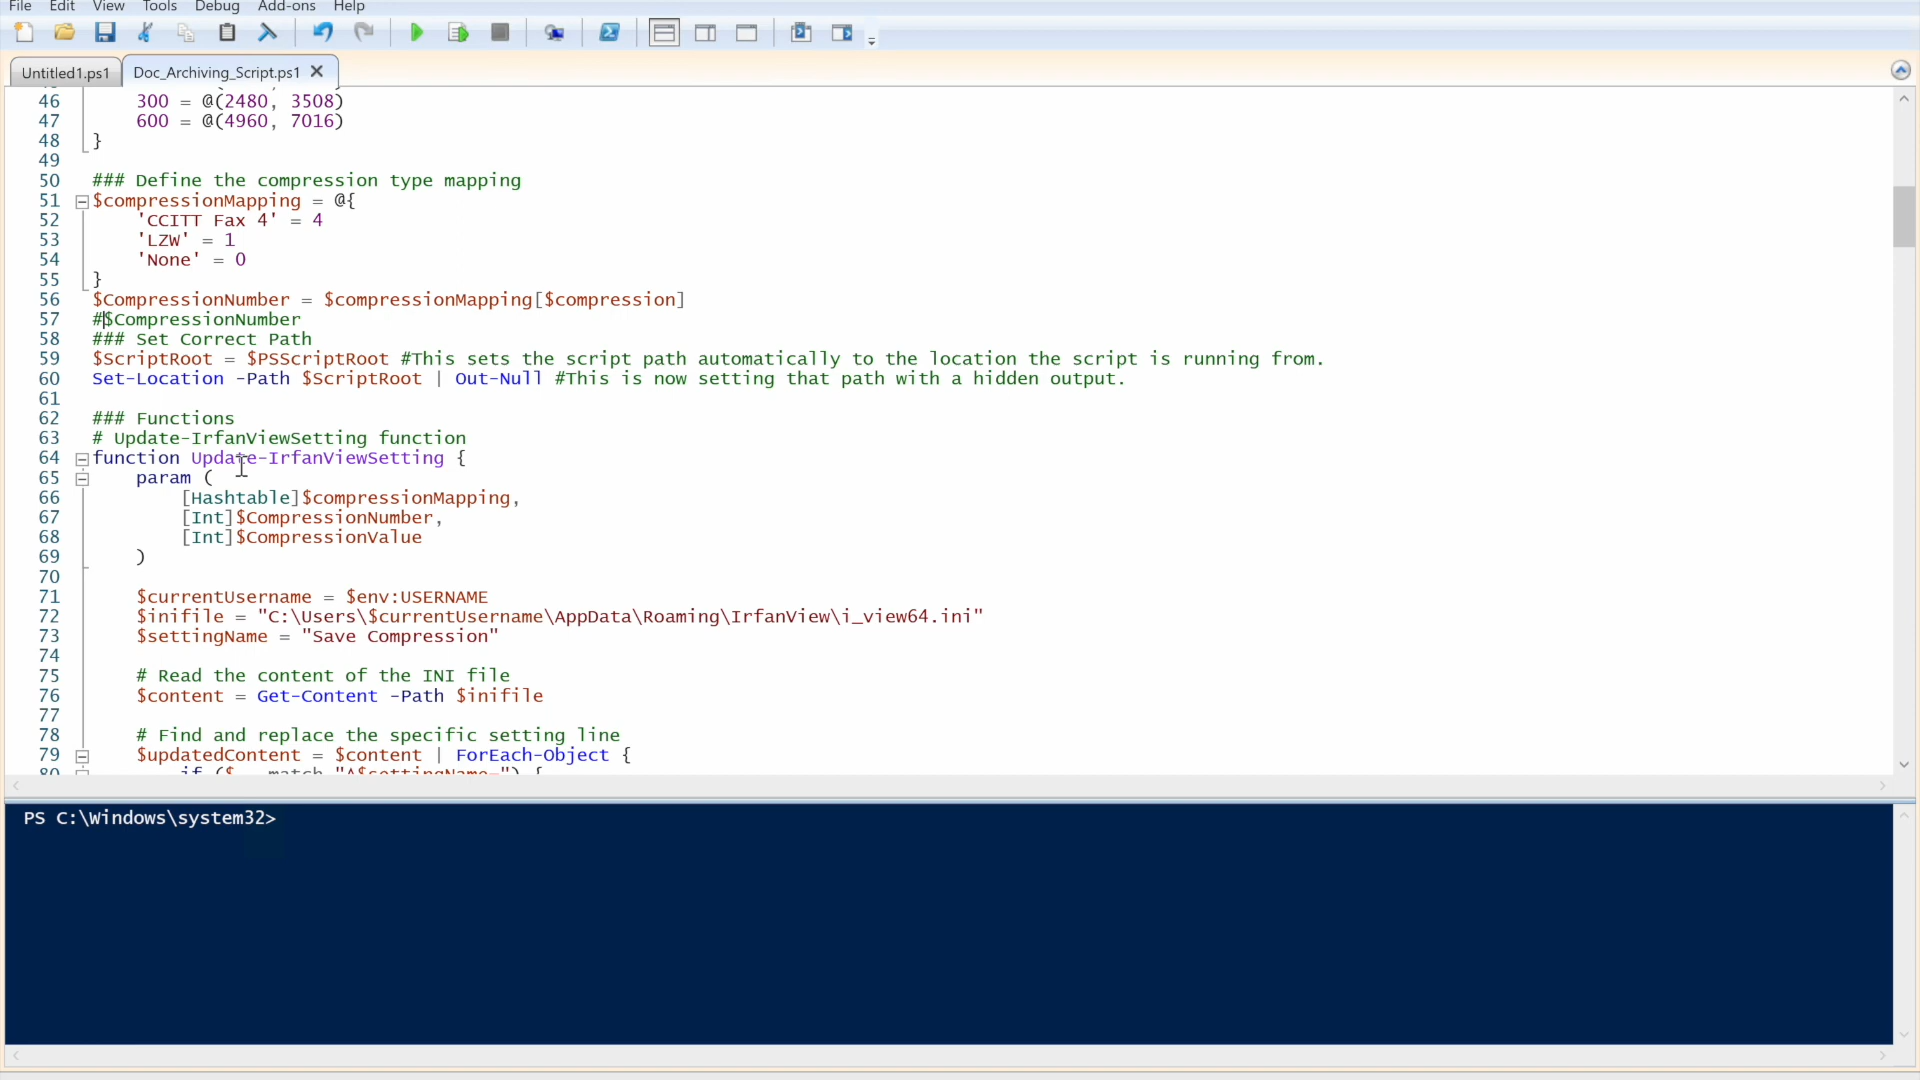 File Edit View Tools Debug Add-ons Help
Untitled1.ps1 Doc_Archiving_Script.ps1
46 300 = @(2480, 3508)
47 600 = @(4960, 7016)
48 }
49
50 ### Define the compression type mapping
51 $compressionMapping = @{
52 'CCITT Fax 4' = 4
53 'LZW' = 1
54 'None' = 0
55 }
56 $CompressionNumber = $compressionMapping[$compression]
57 #$CompressionNumber
58 ### Set Correct Path
59 $ScriptRoot = $PSScriptRoot #This sets the script path automatically to the location the script is running from.
60 Set-Location -Path $ScriptRoot | Out-Null #This is now setting that path with a hidden output.
61
62 ### Functions
63 # Update-IrfanViewSetting function
64 function Update-IrfanViewSetting {
65 param (
66 [Hashtable]$compressionMapping,
67 [Int]$CompressionNumber,
68 [Int]$CompressionValue
69 )
70
71 $currentUsername = $env:USERNAME
72 $inifile = "C:\Users\$currentUsername\AppData\Roaming\IrfanView\i_view64.ini"
73 $settingName = "Save Compression"
74
75 # Read the content of the INI file
76 $content = Get-Content -Path $inifile
77
78 # Find and replace the specific setting line
79 $updatedContent = $content | ForEach-Object {
PS C:\Windows\system32>